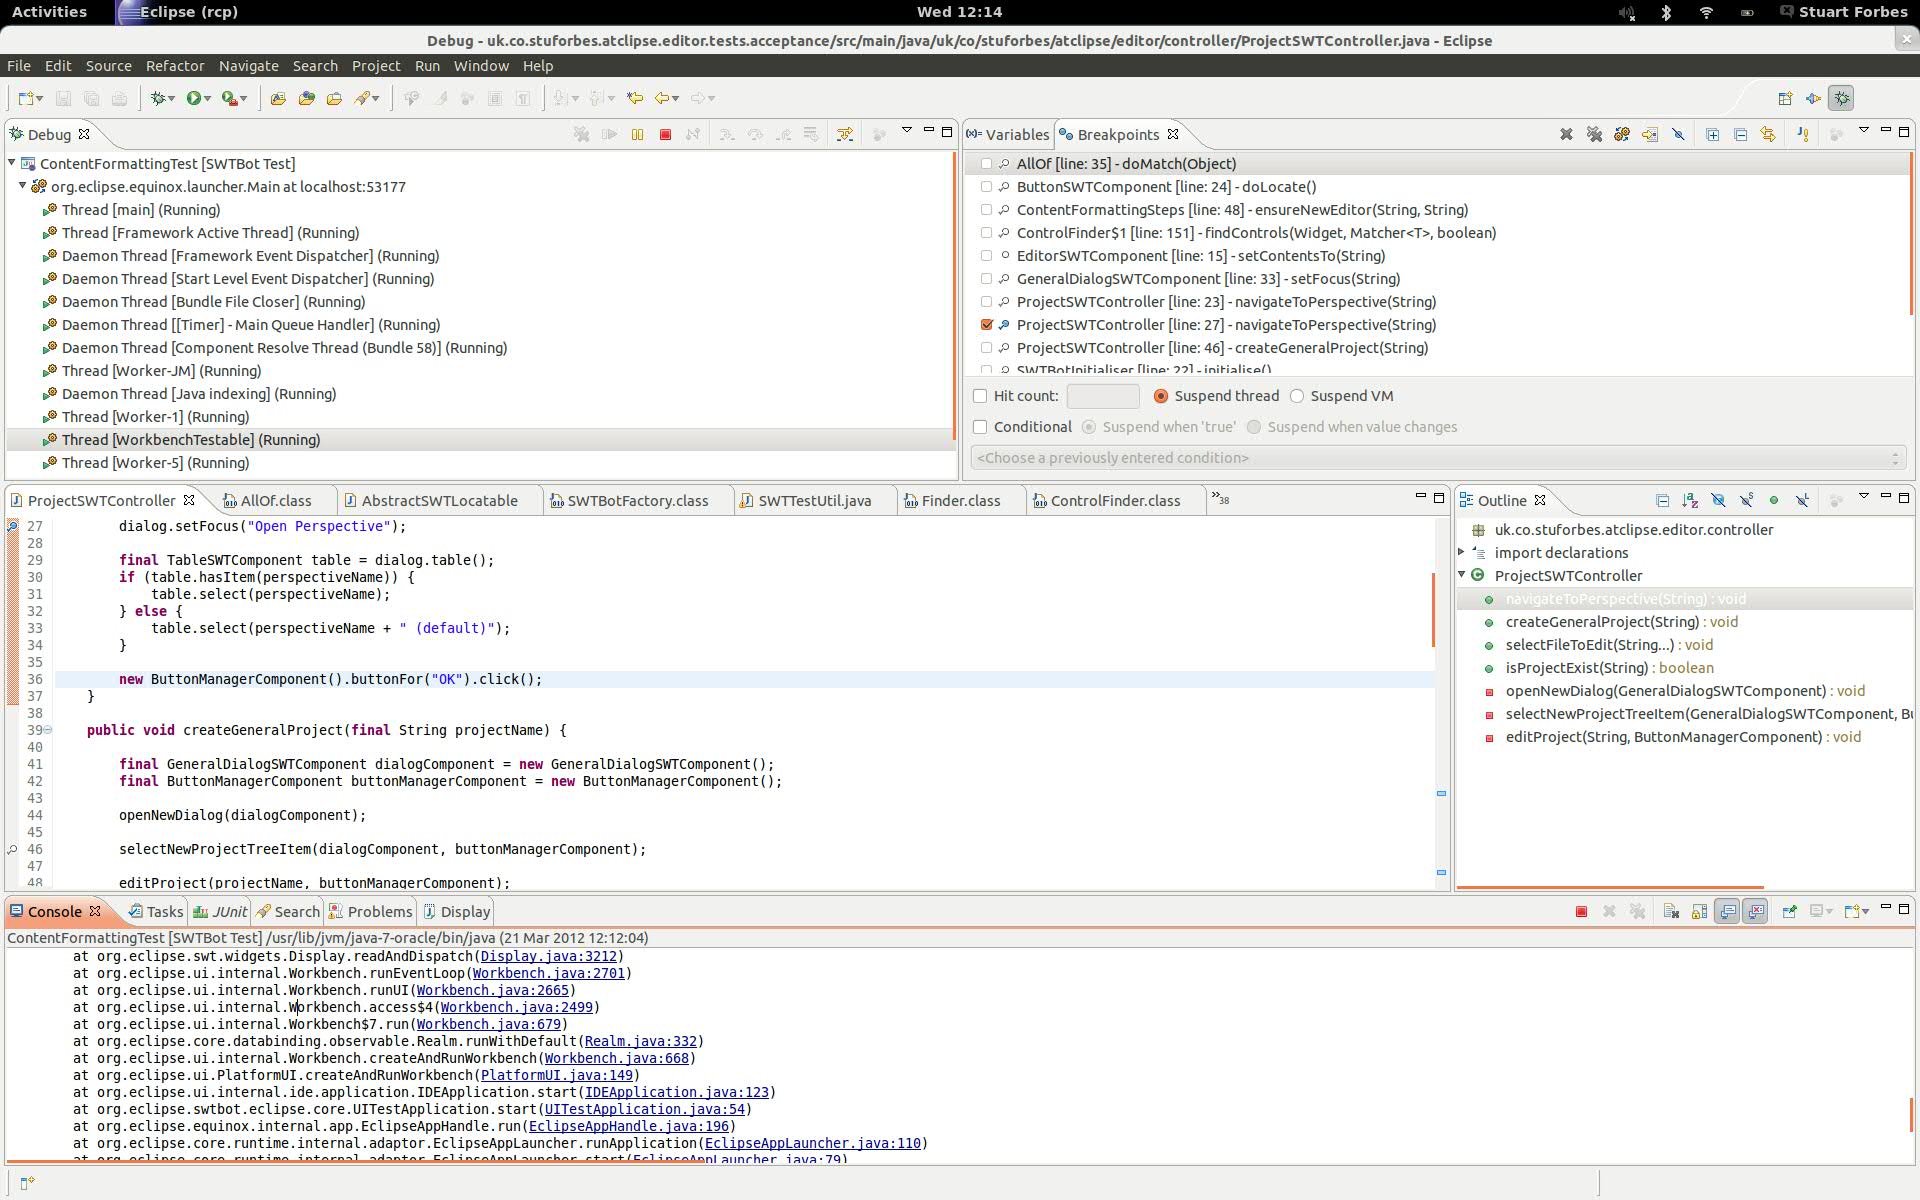 Activities
Eclipse (rcp)
Wed 12:14
Stuart Forbes
Debug - uk.co.stuforbes.atclipse.editor.tests.acceptance/src/main/java/uk/co/stuforbes/atclipse/editor/controller/ProjectSWTController.java - Eclipse
File Edit Source Refactor Navigate Search Project Run Window Help
Debug
ContentFormattingTest [SWTBot Test]
org.eclipse.equinox.launcher.Main at localhost:53177
Thread [main] (Running)
Thread [Framework Active Thread] (Running)
Daemon Thread [Framework Event Dispatcher] (Running)
Daemon Thread [Start Level Event Dispatcher] (Running)
Daemon Thread [Bundle File Closer] (Running)
Daemon Thread [[Timer] - Main Queue Handler] (Running)
Daemon Thread [Component Resolve Thread (Bundle 58)] (Running)
Thread [Worker-JM] (Running)
Daemon Thread [Java indexing] (Running)
Thread [Worker-1] (Running)
Thread [WorkbenchTestable] (Running)
Thread [Worker-5] (Running)
Variables Breakpoints
AllOf [line: 35] - doMatch(Object)
ButtonSWTComponent [line: 24] - doLocate()
ContentFormattingSteps [line: 48] - ensureNewEditor(String, String)
ControlFinder$1 [line: 151] - findControls(Widget, Matcher<T>, boolean)
EditorSWTComponent [line: 15] - setContentsTo(String)
GeneralDialogSWTComponent [line: 33] - setFocus(String)
ProjectSWTController [line: 23] - navigateToPerspective(String)
ProjectSWTController [line: 27] - navigateToPerspective(String)
ProjectSWTController [line: 46] - createGeneralProject(String)
SWTBotInitialiser [line: 22] - initialise()
Hit count: Suspend thread Suspend VM
Conditional Suspend when 'true' Suspend when value changes
<Choose a previously entered condition>
ProjectSWTController AllOf.class AbstractSWTLocatable SWTBotFactory.class SWTTestUtil.java Finder.class ControlFinder.class »38
27 dialog.setFocus("Open Perspective");
28
29 final TableSWTComponent table = dialog.table();
30 if (table.hasItem(perspectiveName)) {
31 table.select(perspectiveName);
32 } else {
33 table.select(perspectiveName + " (default)");
34 }
35
36 new ButtonManagerComponent().buttonFor("OK").click();
37 }
38
39 public void createGeneralProject(final String projectName) {
40
41 final GeneralDialogSWTComponent dialogComponent = new GeneralDialogSWTComponent();
42 final ButtonManagerComponent buttonManagerComponent = new ButtonManagerComponent();
43
44 openNewDialog(dialogComponent);
45
46 selectNewProjectTreeItem(dialogComponent, buttonManagerComponent);
47
48 editProject(projectName, buttonManagerComponent);
Outline
uk.co.stuforbes.atclipse.editor.controller
import declarations
ProjectSWTController
navigateToPerspective(String) : void
createGeneralProject(String) : void
selectFileToEdit(String...) : void
isProjectExist(String) : boolean
openNewDialog(GeneralDialogSWTComponent) : void
selectNewProjectTreeItem(GeneralDialogSWTComponent, Bu
editProject(String, ButtonManagerComponent) : void
Console Tasks JUnit Search Problems Display
ContentFormattingTest [SWTBot Test] /usr/lib/jvm/java-7-oracle/bin/java (21 Mar 2012 12:12:04)
at org.eclipse.swt.widgets.Display.readAndDispatch(Display.java:3212)
at org.eclipse.ui.internal.Workbench.runEventLoop(Workbench.java:2701)
at org.eclipse.ui.internal.Workbench.runUI(Workbench.java:2665)
at org.eclipse.ui.internal.Workbench.access$4(Workbench.java:2499)
at org.eclipse.ui.internal.Workbench$7.run(Workbench.java:679)
at org.eclipse.core.databinding.observable.Realm.runWithDefault(Realm.java:332)
at org.eclipse.ui.internal.Workbench.createAndRunWorkbench(Workbench.java:668)
at org.eclipse.ui.PlatformUI.createAndRunWorkbench(PlatformUI.java:149)
at org.eclipse.ui.internal.ide.application.IDEApplication.start(IDEApplication.java:123)
at org.eclipse.swtbot.eclipse.core.UITestApplication.start(UITestApplication.java:54)
at org.eclipse.equinox.internal.app.EclipseAppHandle.run(EclipseAppHandle.java:196)
at org.eclipse.core.runtime.internal.adaptor.EclipseAppLauncher.runApplication(EclipseAppLauncher.java:110)
at org.eclipse.core.runtime.internal.adaptor.EclipseAppLauncher.start(EclipseAppLauncher.java:79)